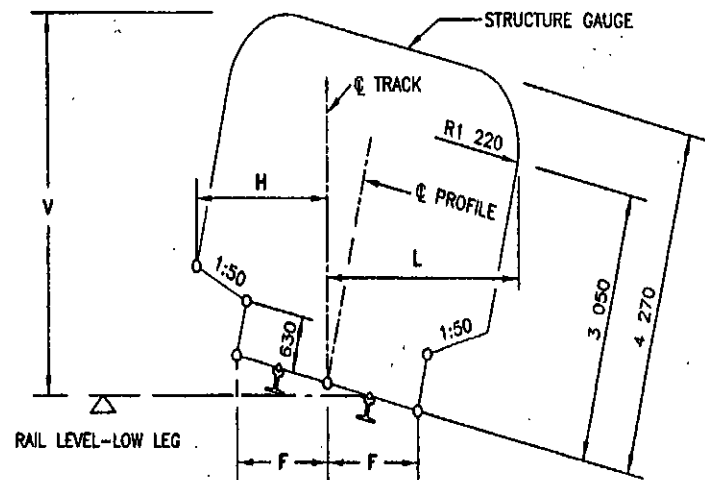 STRUCTURE GAUGE
℄ TRACK
R1 220
H
℄ PROFILE
V
L
1:50
1:50
630
3 050
4 270
RAIL LEVEL-LOW LEG
F
F